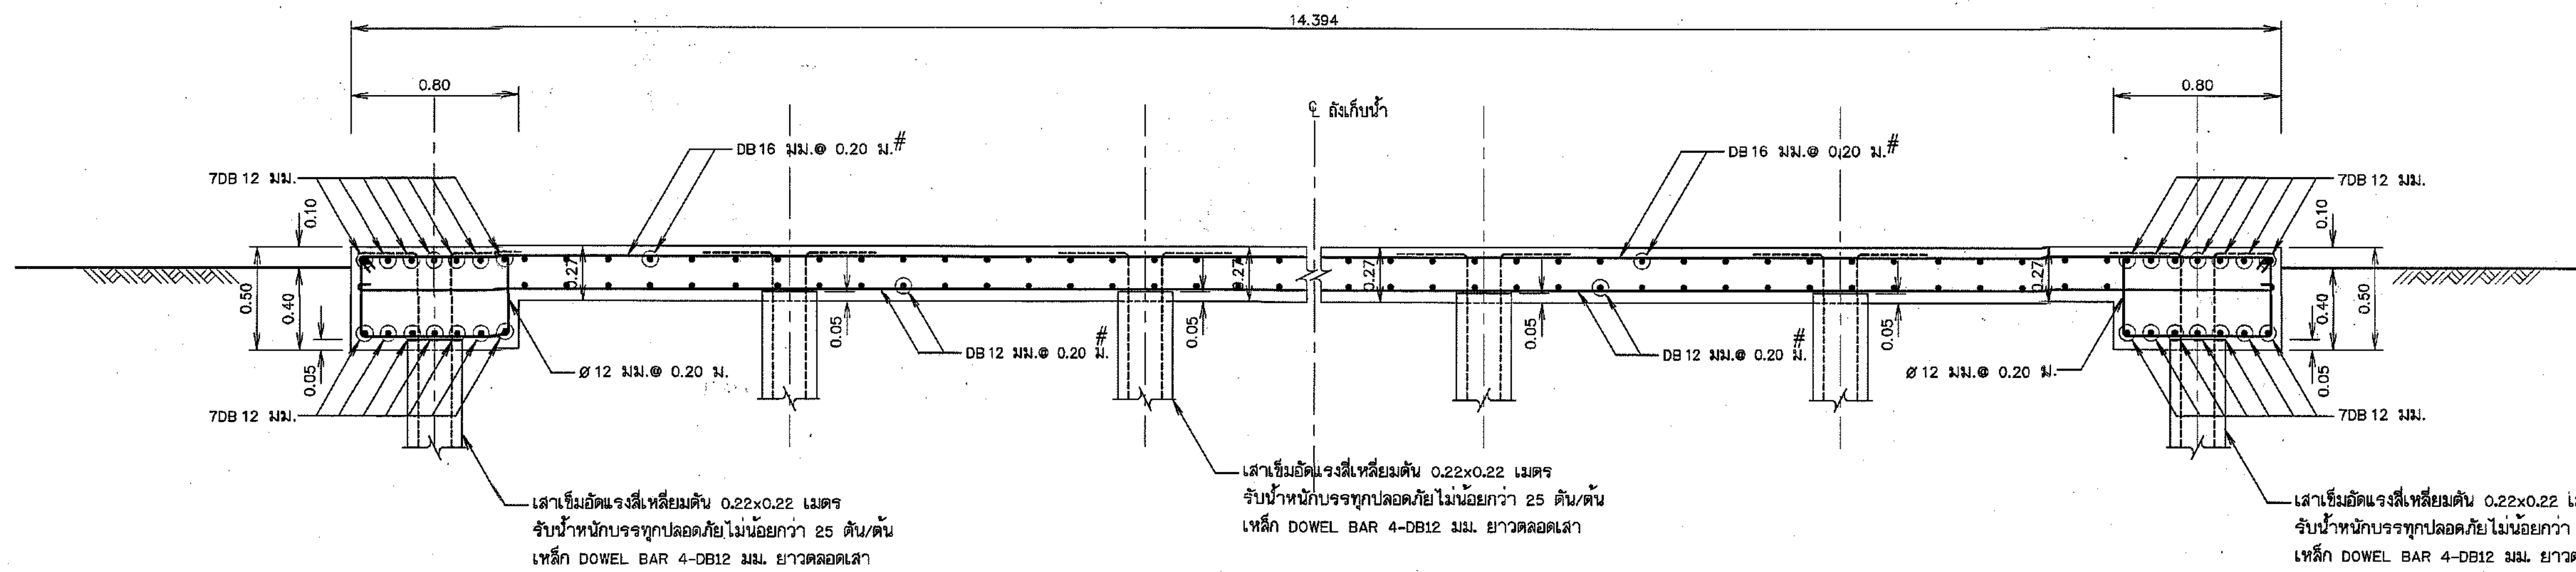 14.394
0.80
0.80
℄ ถังเก็บน้ำ
DB16 มม.@ 0.20 ม.#
DB16 มม.@ 0.20 ม.#
7DB12 มม.
7DB12 มม.
0.10
0.10
0.50
0.40
0.05
0.27
0.27
0.27
0.27
0.40
0.50
0.05
0.05
0.05
0.05
0.05
DB12 มม.@ 0.20 ม.#
DB12 มม.@ 0.20 ม.#
Ø12 มม.@ 0.20 ม.
Ø12 มม.@ 0.20 ม.
7DB12 มม.
7DB12 มม.
เสาเข็มอัดแรงสี่เหลี่ยมตัน 0.22x0.22 เมตร
รับน้ำหนักบรรทุกปลอดภัยไม่น้อยกว่า 25 ตัน/ต้น
เหล็ก DOWEL BAR 4-DB12 มม. ยาวตลอดเสา
เสาเข็มอัดแรงสี่เหลี่ยมตัน 0.22x0.22 เมตร
รับน้ำหนักบรรทุกปลอดภัยไม่น้อยกว่า 25 ตัน/ต้น
เหล็ก DOWEL BAR 4-DB12 มม. ยาวตลอดเสา
เสาเข็มอัดแรงสี่เหลี่ยมตัน 0.22x0.22
รับน้ำหนักบรรทุกปลอดภัยไม่น้อยกว่า
เหล็ก DOWEL BAR 4-DB12 มม.